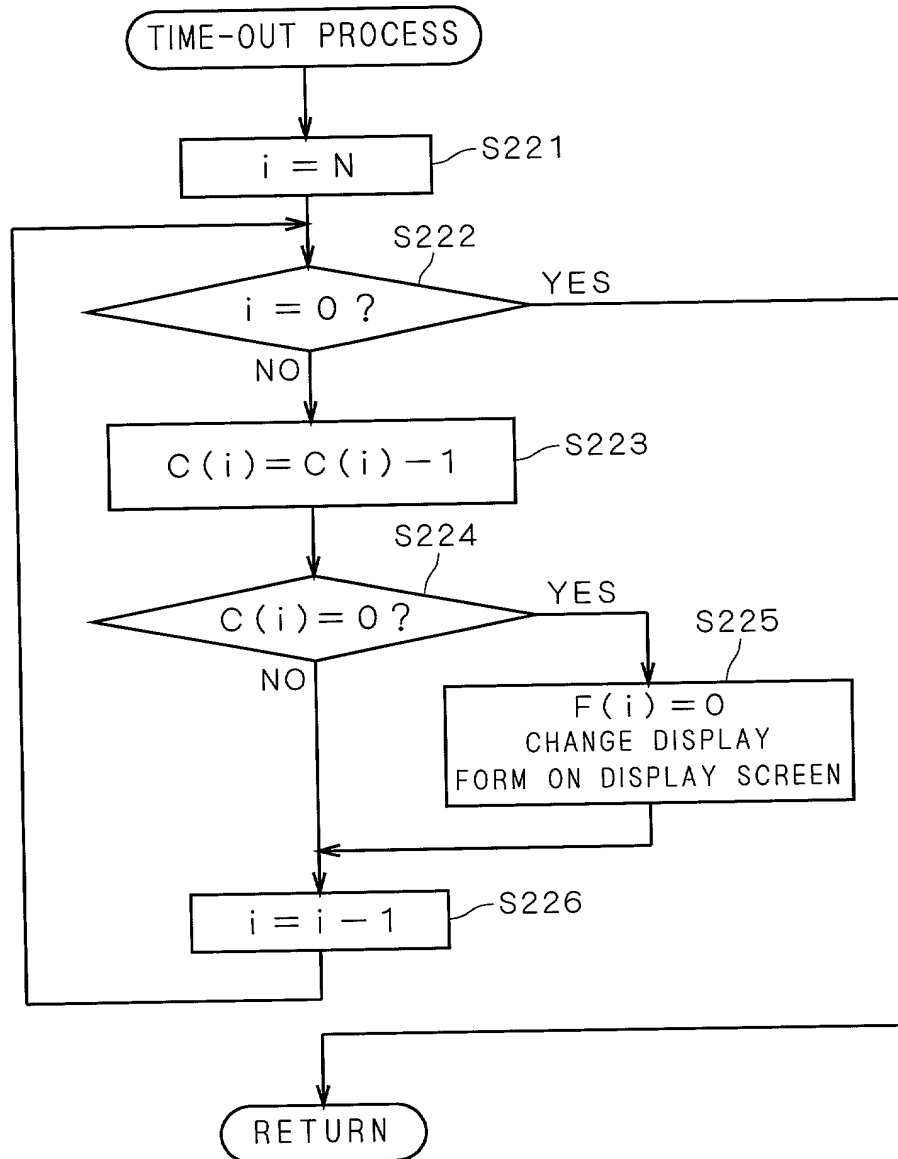 TIME-OUT PROCESS
i = N
S221
S222
i = 0 ?
YES
NO
C(i)=C(i)-1
S223
S224
C(i)=0?
YES
NO
S225
F(i)=0
CHANGE DISPLAY
FORM ON DISPLAY SCREEN
i = i - 1
S226
RETURN